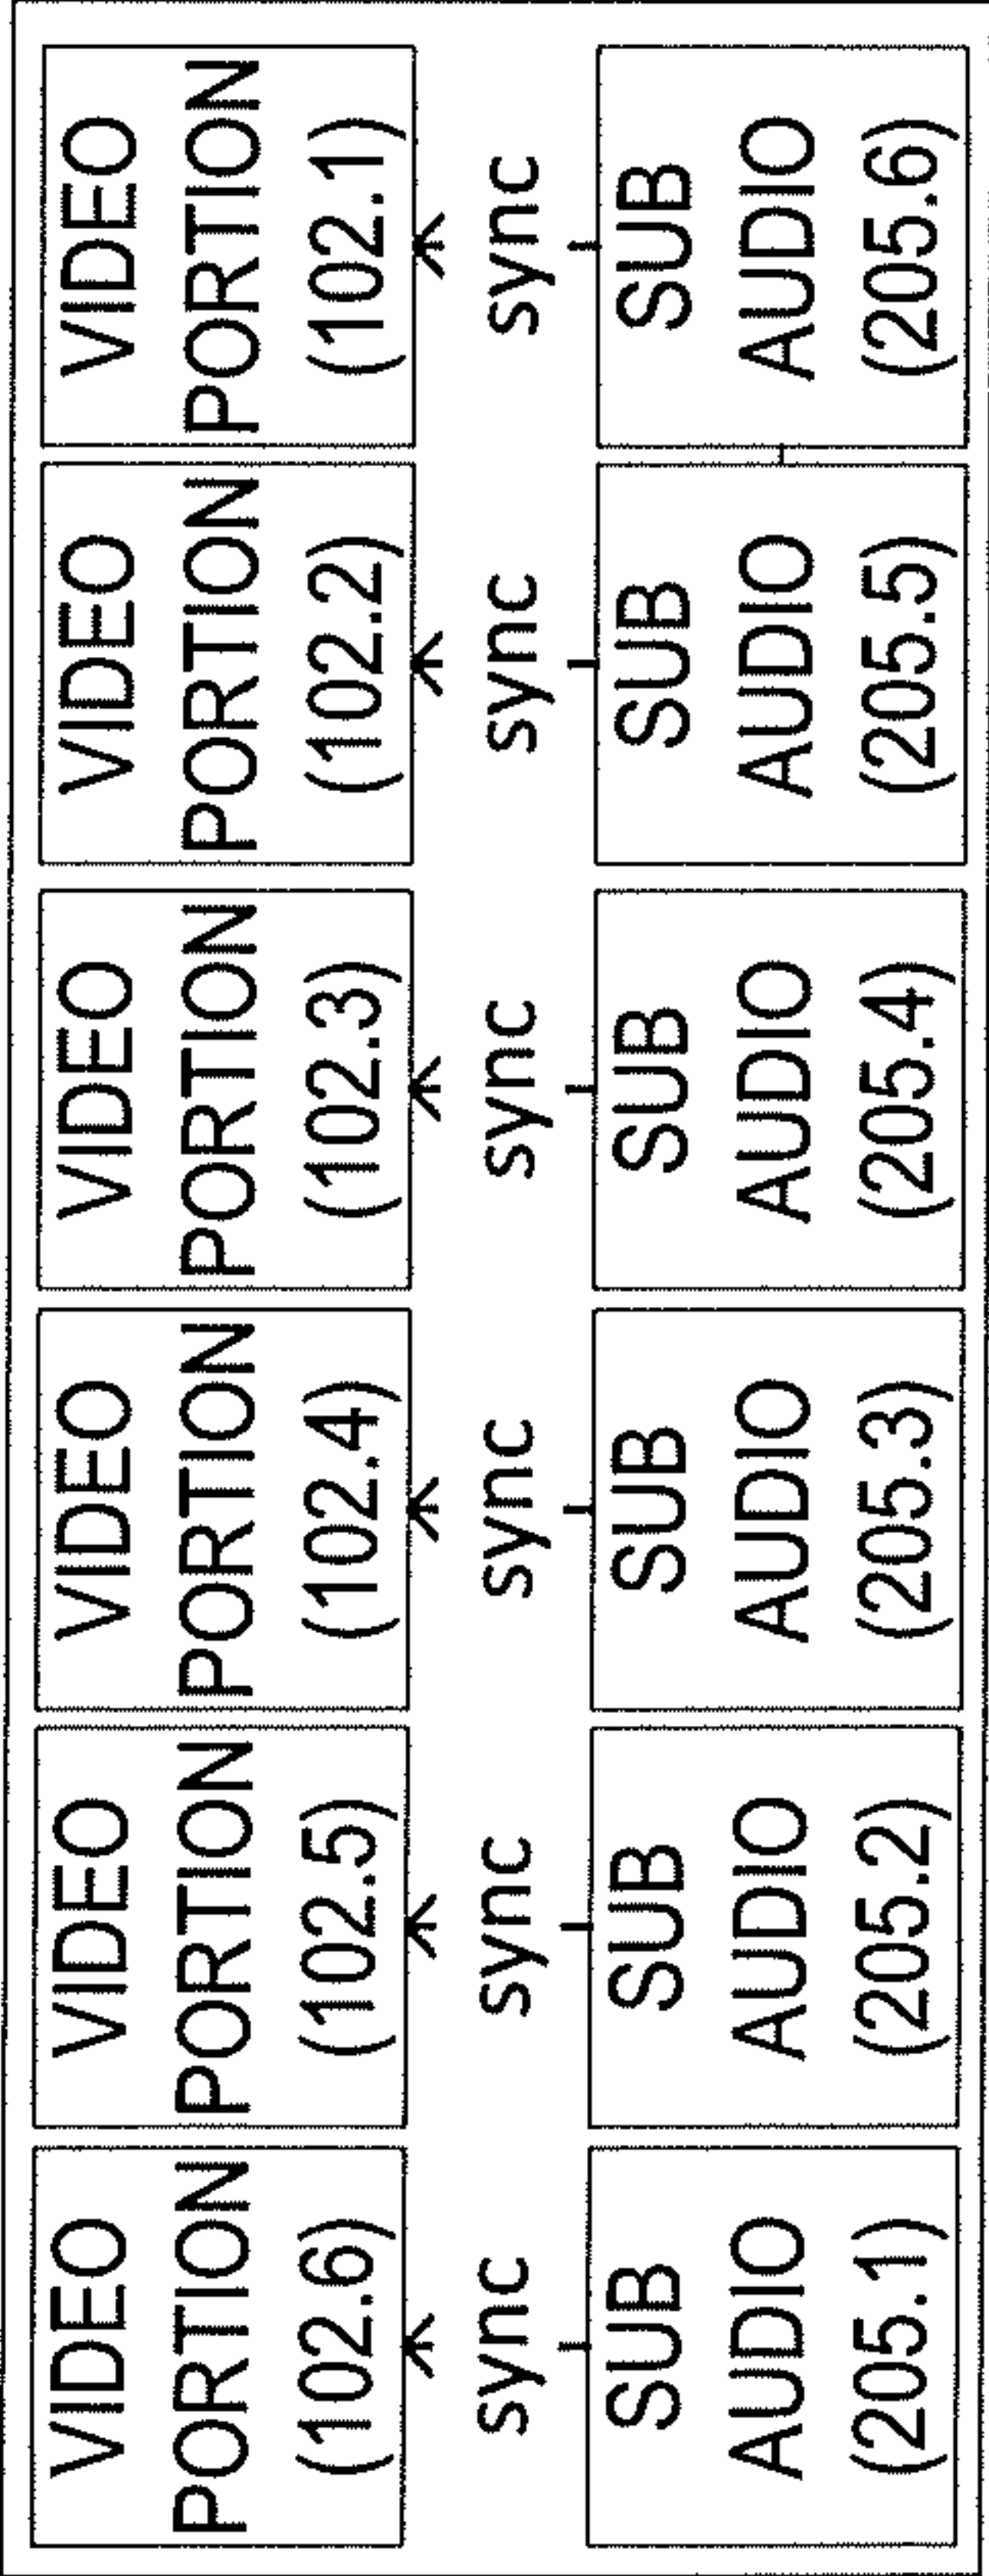 VIDEO
PORTION
(102.6)
VIDEO
PORTION
(102.5)
VIDEO
PORTION
(102.4)
VIDEO
PORTION
(102.3)
VIDEO
PORTION
(102.2)
VIDEO
PORTION
(102.1)
sync
sync
sync
sync
sync
sync
SUB
AUDIO
(205.1)
SUB
AUDIO
(205.2)
SUB
AUDIO
(205.3)
SUB
AUDIO
(205.4)
SUB
AUDIO
(205.5)
SUB
AUDIO
(205.6)